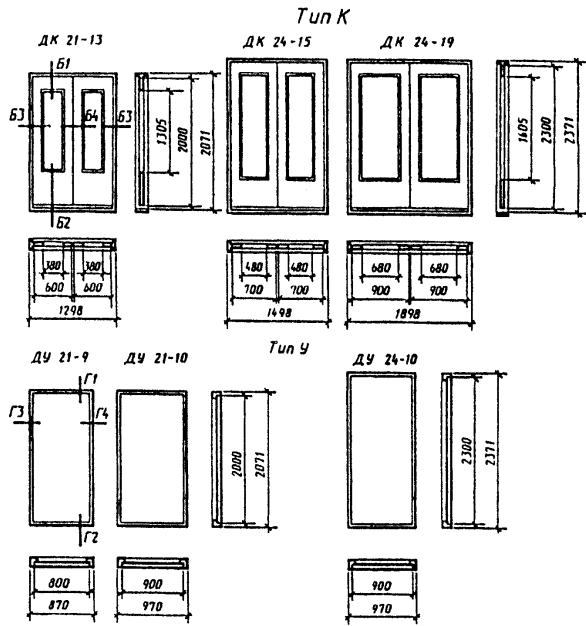 Тип К
ДК 21-13
ДК 24-15
ДК 24-19
Б1
Б3
Б4
Б3
Б2
1305
2000
2071
1605
2300
2371
380
380
600
600
1298
480
480
700
700
1498
680
680
900
900
1898
Тип У
ДУ 21-9
ДУ 21-10
ДУ 24-10
Г1
Г3
Г4
Г2
2000
2071
2300
2371
800
870
900
970
900
970